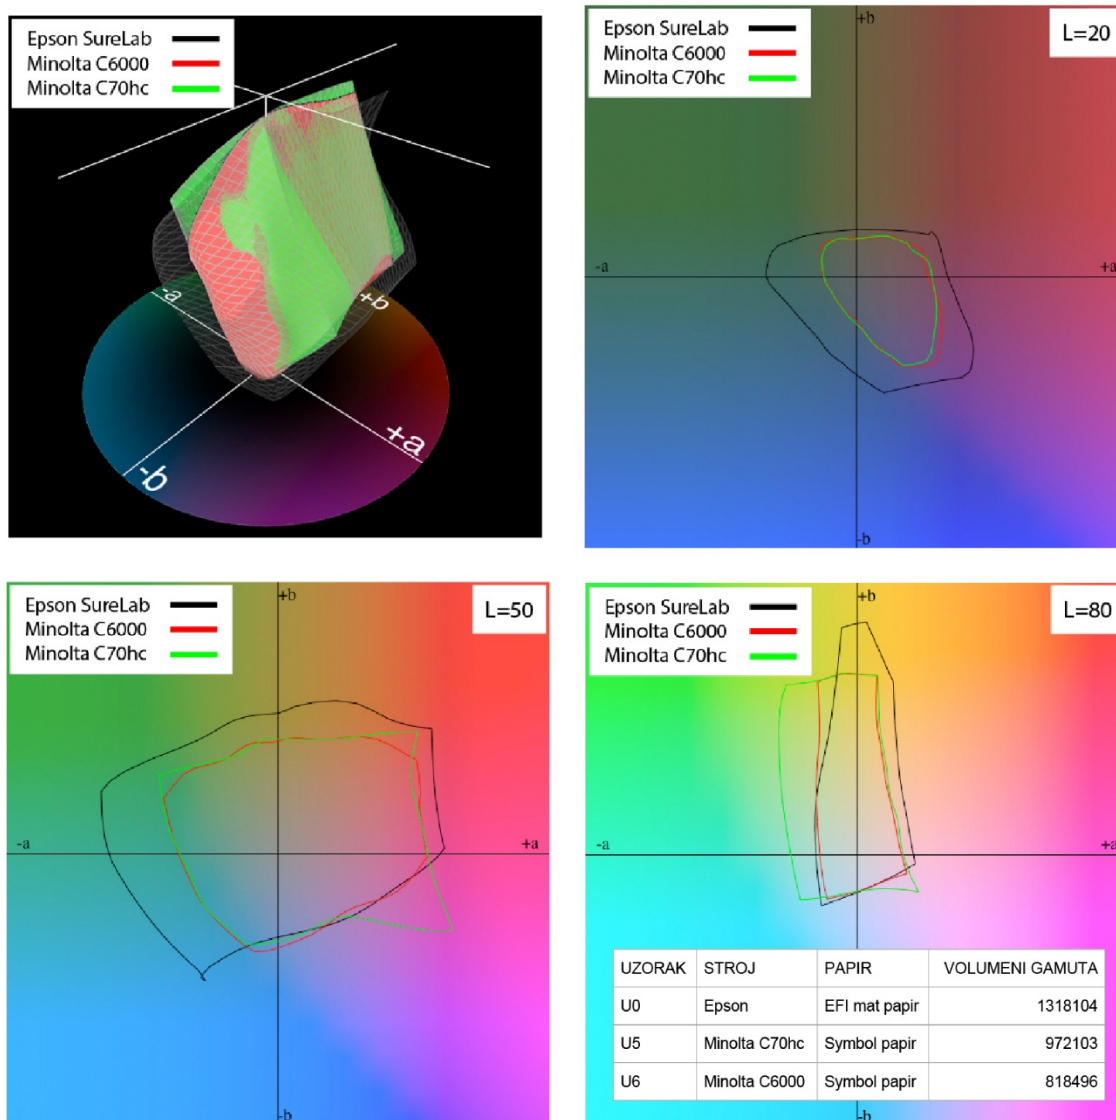 Epson SureLab
Minolta C6000
Minolta C70hc
-a
+b
+a
-b
Epson SureLab
Minolta C6000
Minolta C70hc
+b
L=20
-a
+a
-b
Epson SureLab
Minolta C6000
Minolta C70hc
+b
L=50
-a
+a
-b
Epson SureLab
Minolta C6000
Minolta C70hc
+b
L=80
-a
+a
UZORAK STROJ PAPIR VOLUMENI GAMUTA
U0 Epson EFI mat papir 1318104
U5 Minolta C70hc Symbol papir 972103
U6 Minolta C6000 Symbol papir 818496
-b